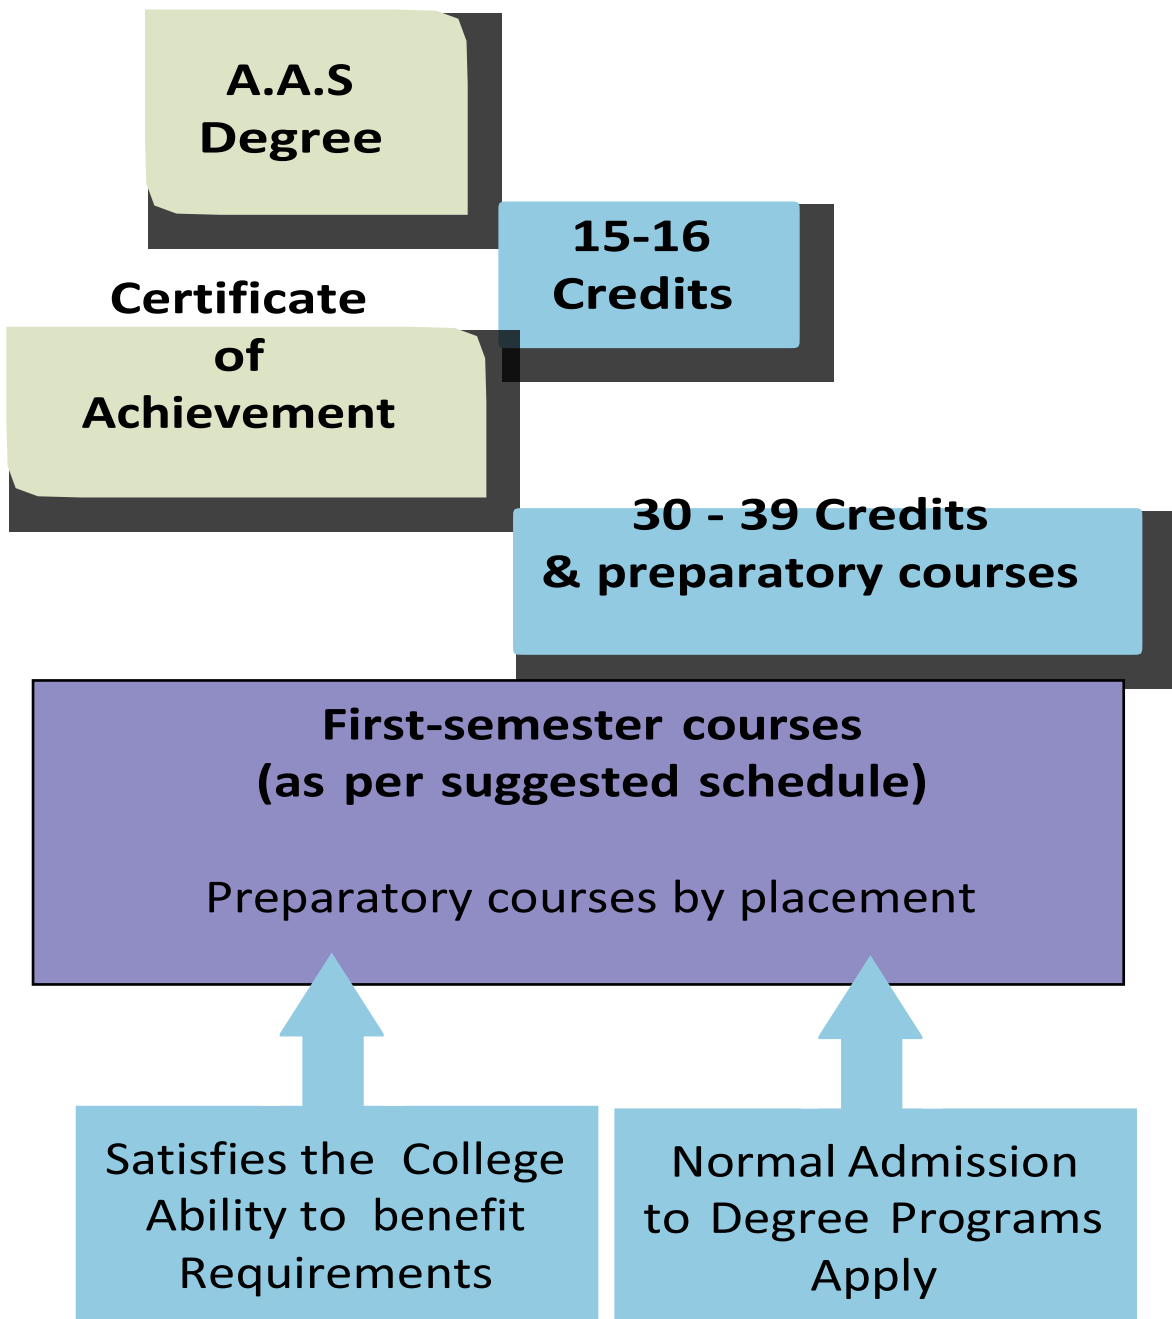 A.A.S
Degree
15-16
Credits
Certificate
of
Achievement
30 - 39 Credits
& preparatory courses
First-semester courses
(as per suggested schedule)
Preparatory courses by placement
Satisfies the College
Ability to benefit
Requirements
Normal Admission
to Degree Programs
Apply